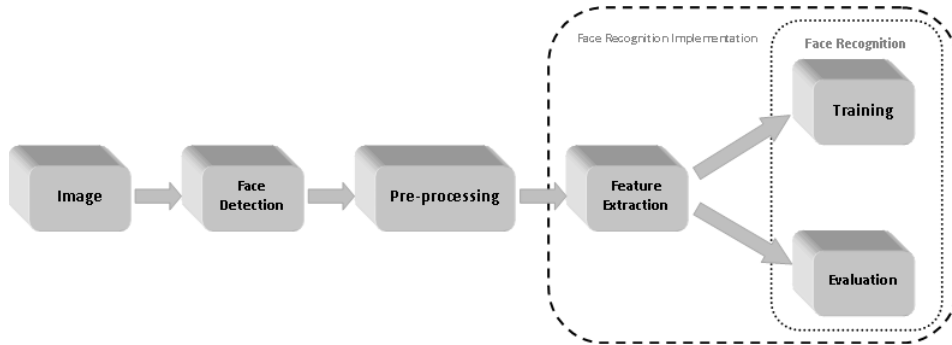 Face Recognition Implementation
Face Recognition
Training
Image
Face
Detection
Pre-processing
Feature
Extraction
Evaluation